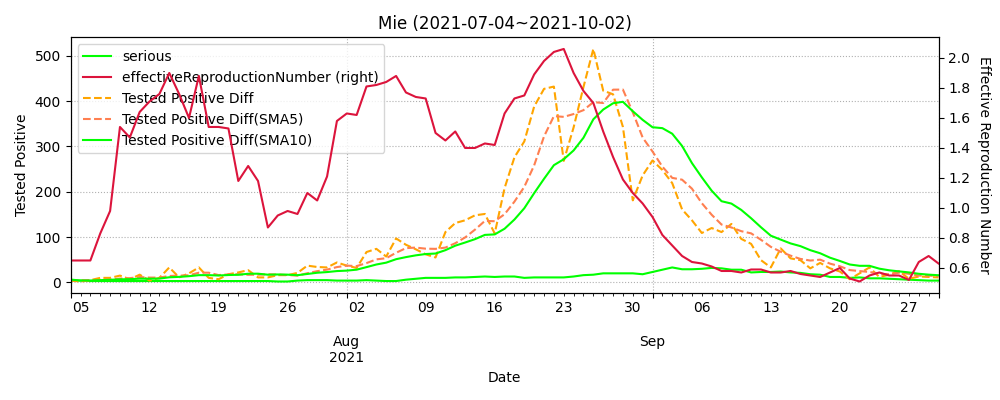 Mie (2021-07-04~2021-10-02)
serious
effectiveReproductionNumber (right)
Tested Positive Diff
Tested Positive Diff(SMA5)
Tested Positive Diff(SMA10)
Tested Positive
500
400
300
200
100
0
2.0
1.8
1.6
1.4
1.2
1.0
0.8
0.6
Effective Reproduction Number
05 12 19 26 02 09 16 23 30 06 13 20 27
Aug Sep
2021
Date